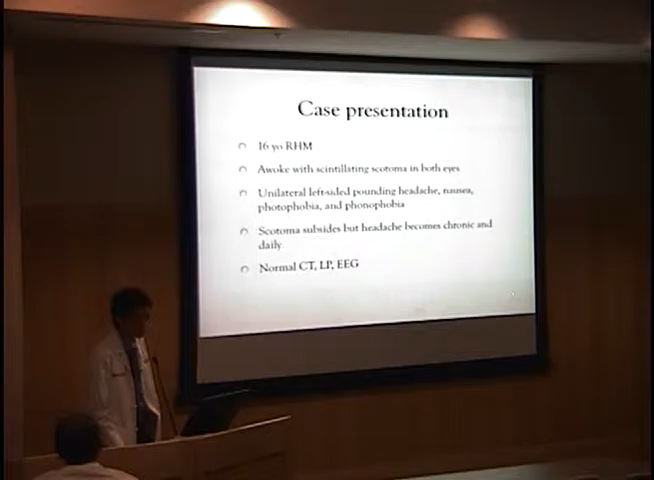 Case presentation
16 yo RHM
Awoke with scintillating scotoma in both eyes
Unilateral left-sided pounding headache, nausea,
photophobia, and phonophobia
Scotoma subsides but headache becomes chronic and
daily
Normal CT, LP, EEG